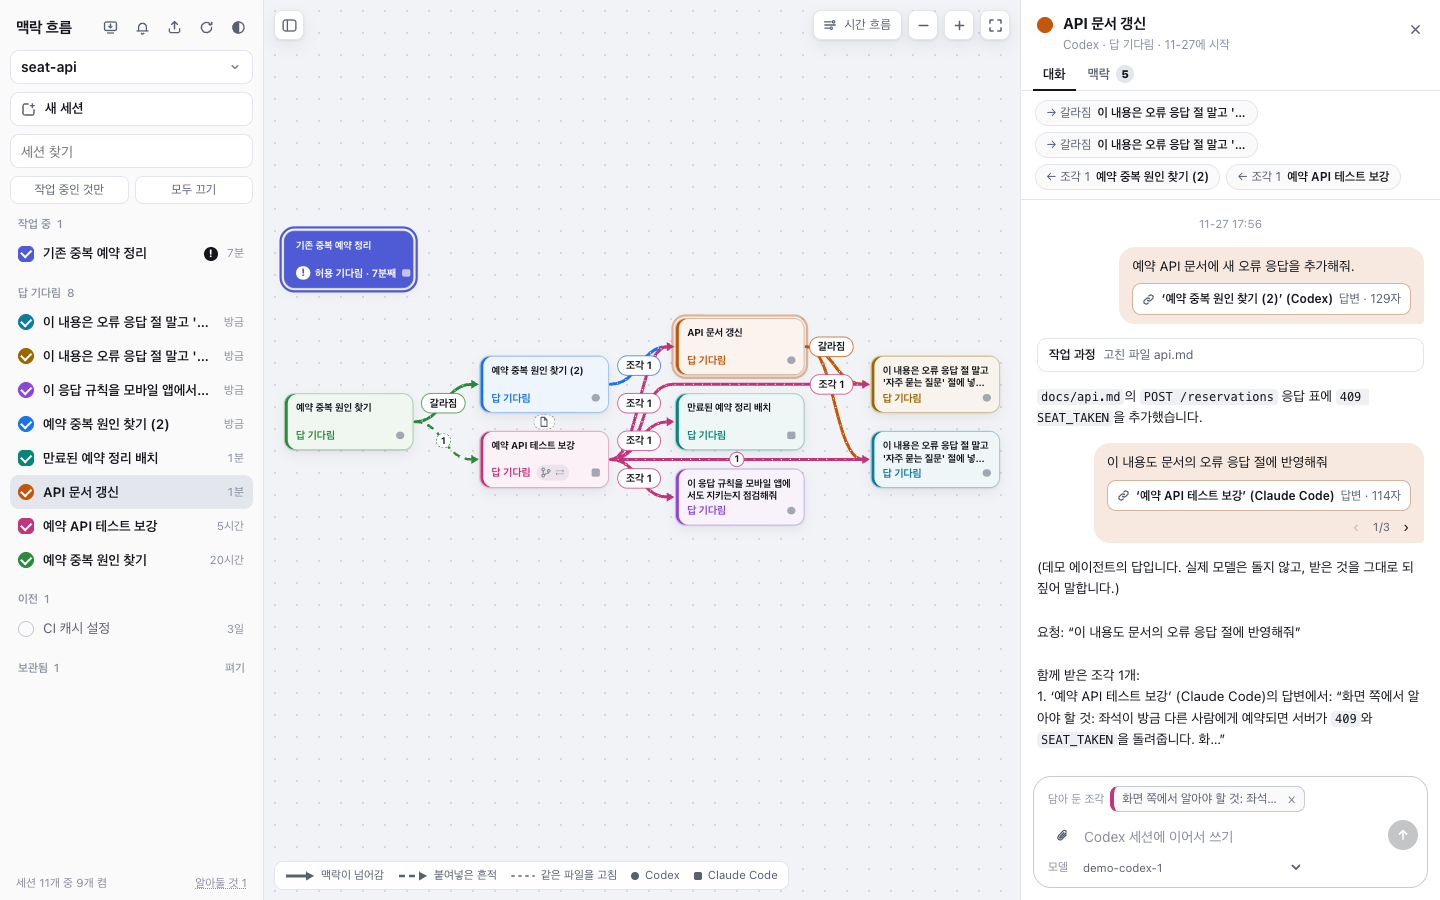 맥락 흐름
seat-api
새 세션
세션 찾기
작업 중인 것만
모두 끄기
작업 중 1
기존 중복 예약 정리
!
7분
답 기다림 8
이 내용은 오류 응답 절 말고 '...
방금
이 내용은 오류 응답 절 말고 '...
방금
이 응답 규칙을 모바일 앱에서...
방금
예약 중복 원인 찾기 (2)
방금
만료된 예약 정리 배치
1분
API 문서 갱신
1분
예약 API 테스트 보강
5시간
예약 중복 원인 찾기
20시간
이전 1
CI 캐시 설정
3일
보관됨 1
펴기
세션 11개 중 9개 켬
알아둘 것 1
시간 흐름
기존 중복 예약 정리
! 허용 기다림 · 7분째
예약 중복 원인 찾기
답 기다림
갈라짐
1
예약 중복 원인 찾기 (2)
답 기다림
예약 API 테스트 보강
답 기다림
조각 1
조각 1
조각 1
조각 1
API 문서 갱신
답 기다림
만료된 예약 정리 배치
답 기다림
1
이 응답 규칙을 모바일 앱에
서도 지키는지 점검해줘
답 기다림
갈라짐
조각 1
이 내용은 오류 응답 절 말고
'자주 묻는 질문' 절에 넣...
답 기다림
이 내용은 오류 응답 절 말고
'자주 묻는 질문' 절에 넣...
답 기다림
맥락이 넘어감
붙여넣은 흔적
같은 파일을 고침
Codex
Claude Code
API 문서 갱신
Codex · 답 기다림 · 11-27에 시작
대화
맥락 5
→ 갈라짐 이 내용은 오류 응답 절 말고 '...
→ 갈라짐 이 내용은 오류 응답 절 말고 '...
← 조각 1 예약 중복 원인 찾기 (2)
← 조각 1 예약 API 테스트 보강
11-27 17:56
예약 API 문서에 새 오류 응답을 추가해줘.
‘예약 중복 원인 찾기 (2)’ (Codex) 답변 · 129자
작업 과정 고친 파일 api.md
docs/api.md 의 POST /reservations 응답 표에 409
SEAT_TAKEN 을 추가했습니다.
이 내용도 문서의 오류 응답 절에 반영해줘
‘예약 API 테스트 보강’ (Claude Code) 답변 · 114자
‹ 1/3 ›
(데모 에이전트의 답입니다. 실제 모델은 돌지 않고, 받은 것을 그대로 되
짚어 말합니다.)
요청: “이 내용도 문서의 오류 응답 절에 반영해줘”
함께 받은 조각 1개:
1. ‘예약 API 테스트 보강’ (Claude Code)의 답변에서: “화면 쪽에서 알
아야 할 것: 좌석이 방금 다른 사람에게 예약되면 서버가 409 와
SEAT_TAKEN 을 돌려줍니다. 화...”
담아 둔 조각
화면 쪽에서 알아야 할 것: 좌석... ×
Codex 세션에 이어서 쓰기
모델
demo-codex-1